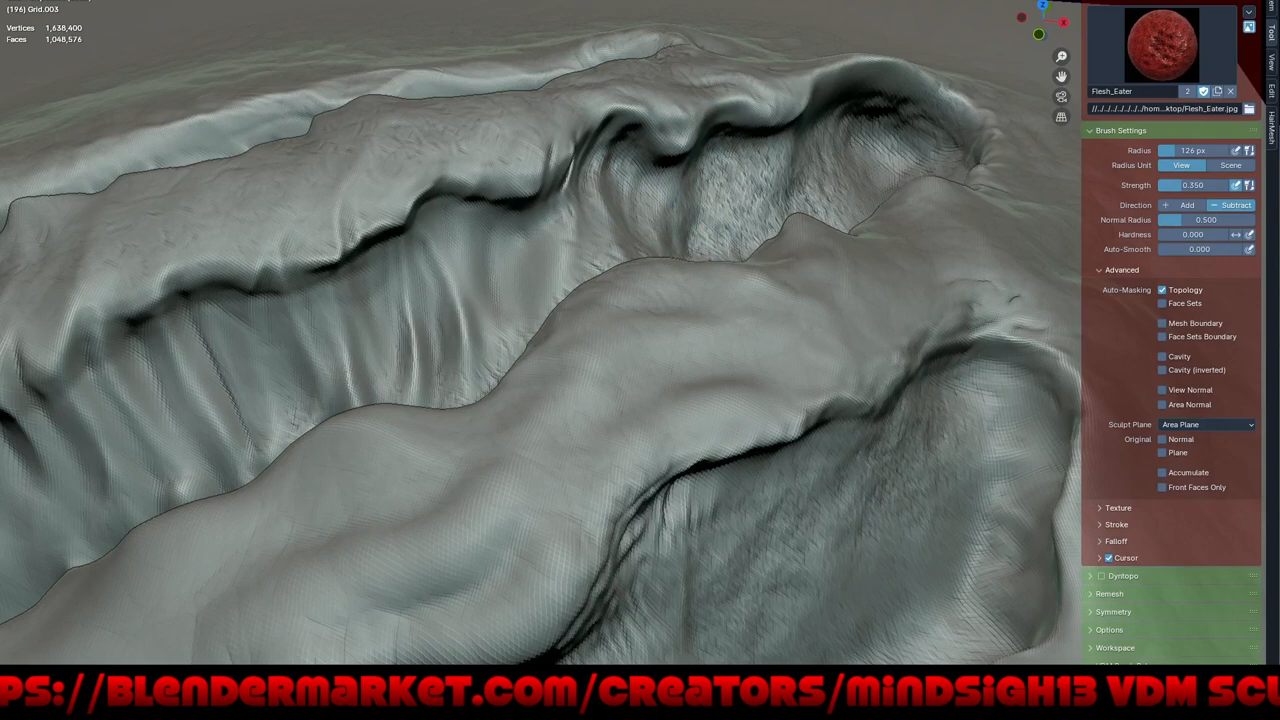 (196) Grid.003
Vertices 1,638,400
Faces 1,048,576
Z
X
Flesh_Eater 2
//../../../../../../hom...ktop/Flesh_Eater.jpg
Tool
View
Edit
HairMesh
Brush Settings
Radius 126 px
Radius Unit View Scene
Strength 0.350
Direction + Add − Subtract
Normal Radius 0.500
Hardness 0.000
Auto-Smooth 0.000
Advanced
Auto-Masking Topology
Face Sets
Mesh Boundary
Face Sets Boundary
Cavity
Cavity (inverted)
View Normal
Area Normal
Sculpt Plane Area Plane
Original Normal
Plane
Accumulate
Front Faces Only
Texture
Stroke
Falloff
Cursor
Dyntopo
Remesh
Symmetry
Options
Workspace
PS://BLENDERMARKET.COM/CREATORS/MINDSIGH13 VDM SCU